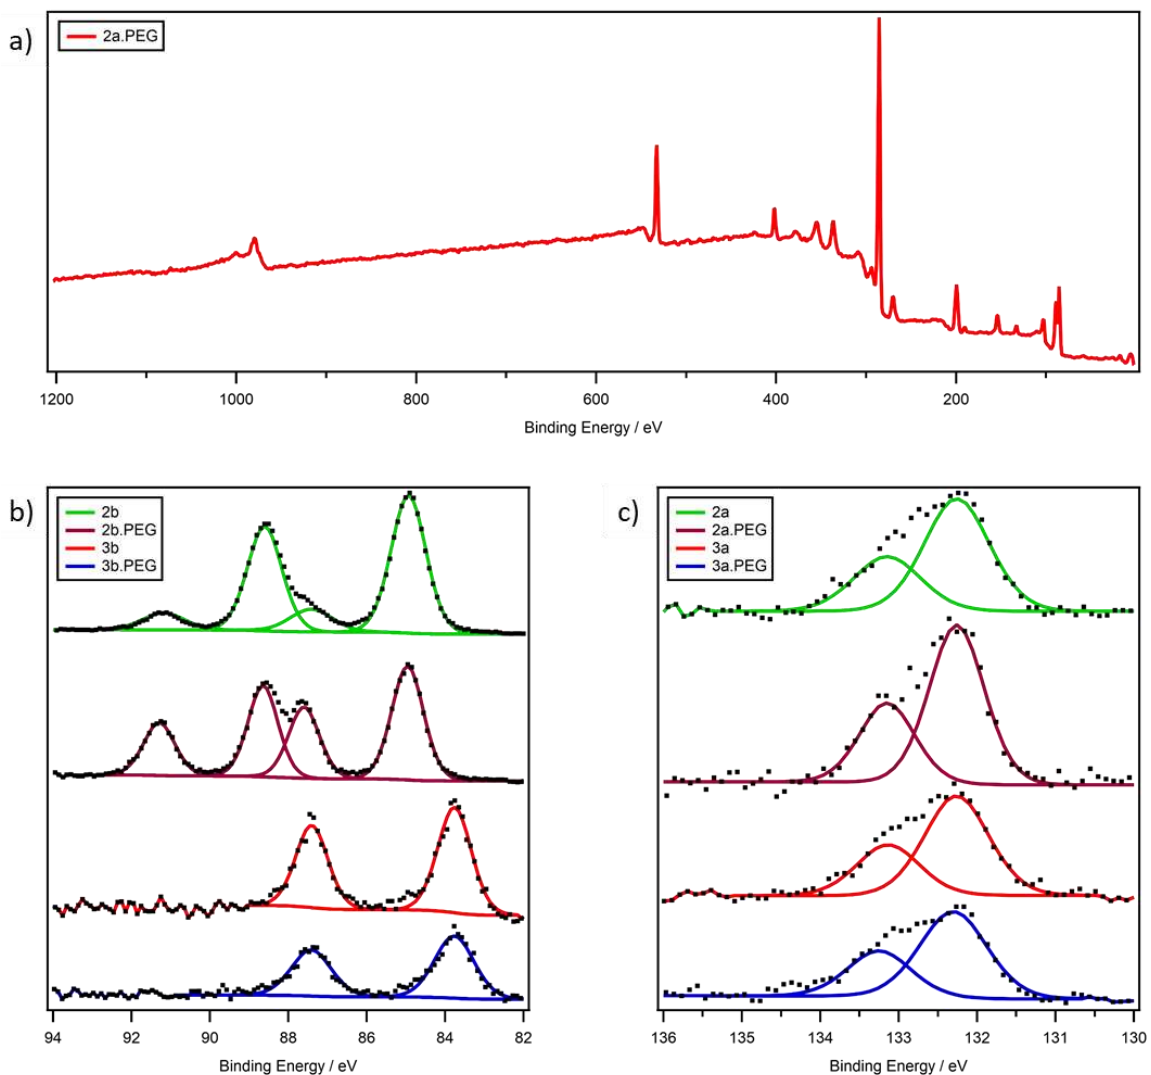 a)
2a.PEG
1200 1000 800 600 400 200
Binding Energy / eV
b)
2b
2b.PEG
3b
3b.PEG
94 92 90 88 86 84 82
Binding Energy / eV
c)
2a
2a.PEG
3a
3a.PEG
136 135 134 133 132 131 130
Binding Energy / eV